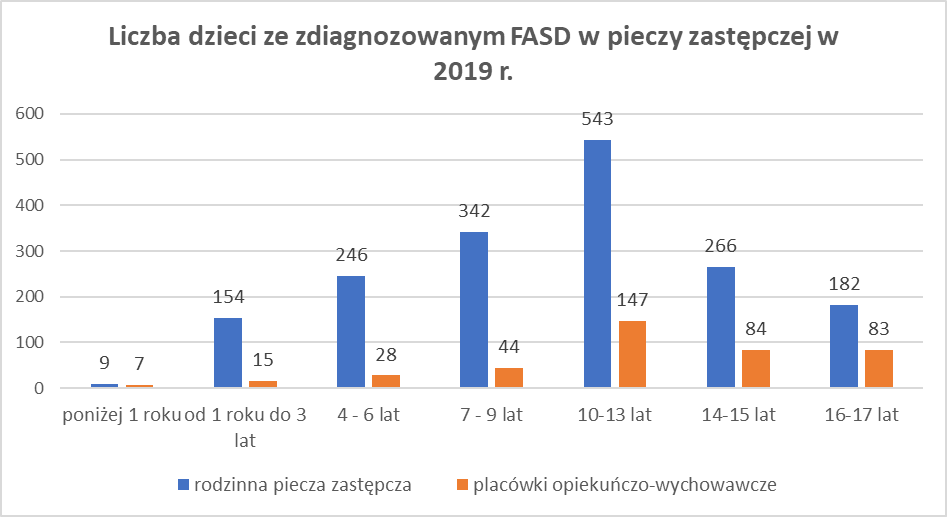 Liczba dzieci ze zdiagnozowanym FASD w pieczy zastępczej w
2019 r.
600
500
400
300
200
100
0
9
7
154
15
246
28
342
44
543
147
266
84
182
83
poniżej 1 roku
od 1 roku do 3
lat
4 - 6 lat
7 - 9 lat
10-13 lat
14-15 lat
16-17 lat
rodzinna piecza zastępcza
placówki opiekuńczo-wychowawcze